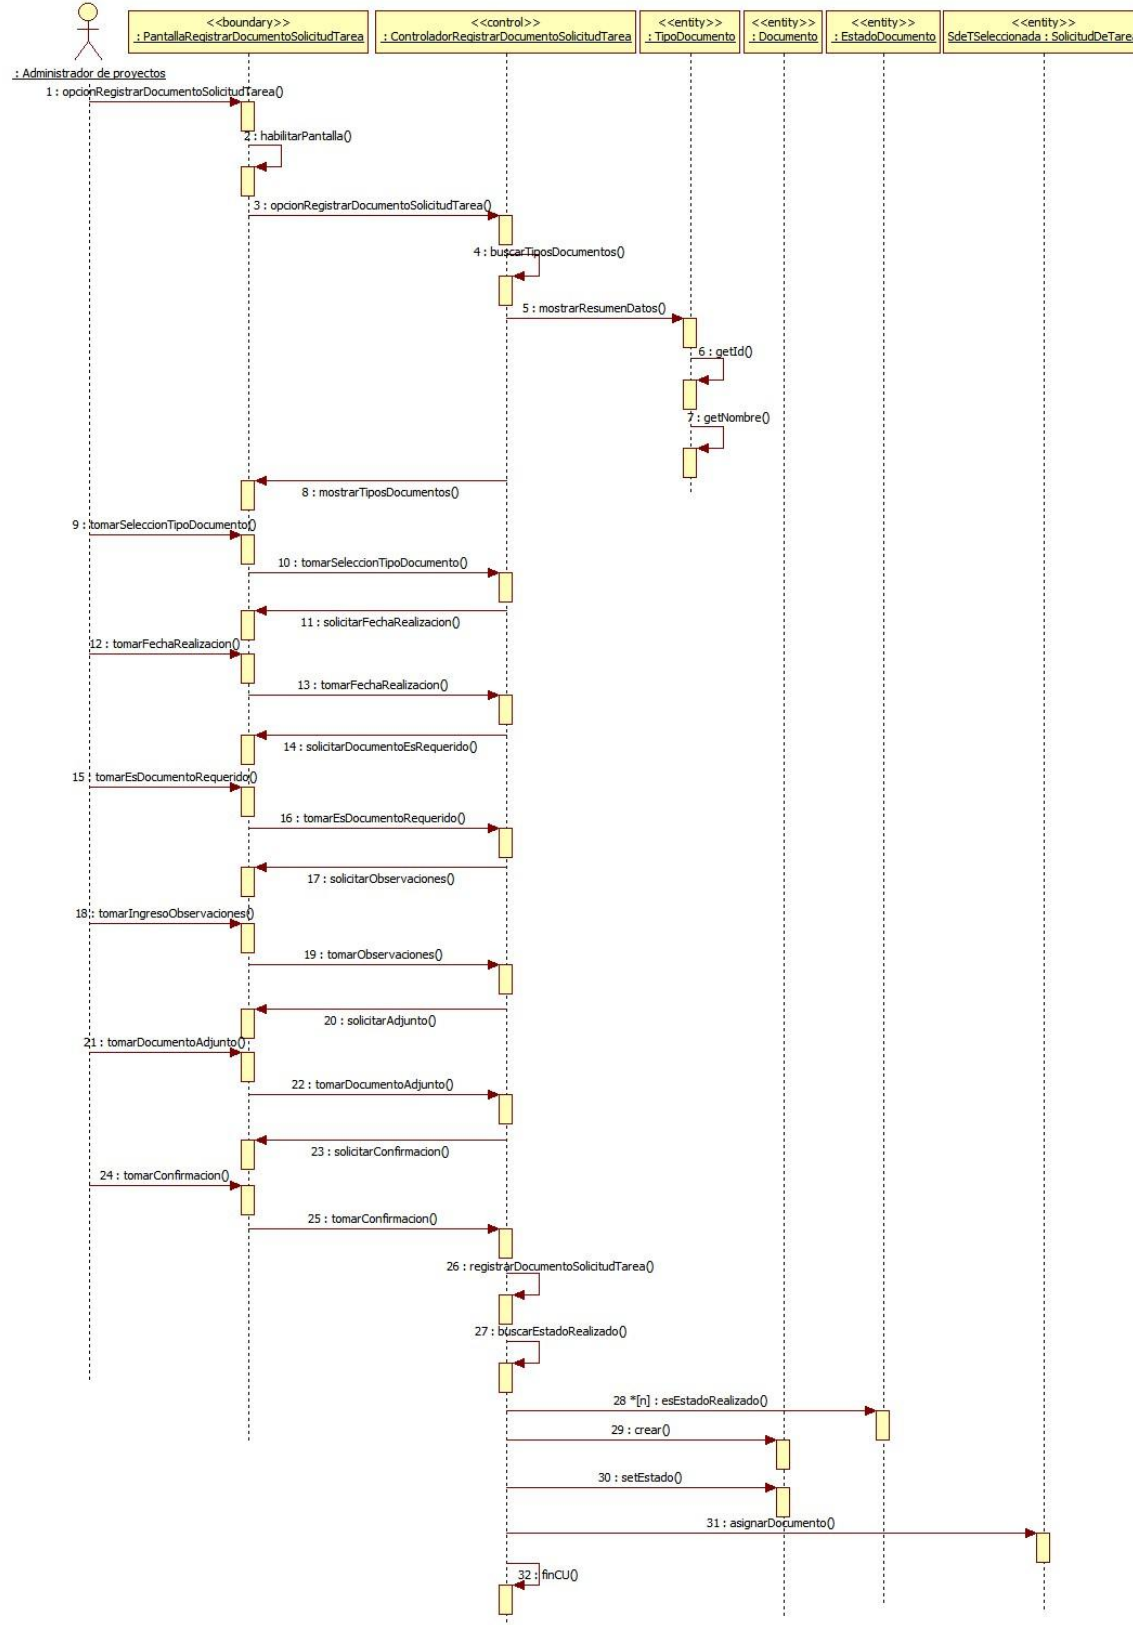 <<boundary>>
: PantallaRegistrarDocumentoSolicitudTarea
<<control>>
: ControladorRegistrarDocumentoSolicitudTarea
<<entity>>
: TipoDocumento
<<entity>>
: Documento
<<entity>>
: EstadoDocumento
<<entity>>
SdeTSeleccionada : SolicitudDeTarea
: Administrador de proyectos
1 : opcionRegistrarDocumentoSolicitudTarea()
2 : habilitarPantalla()
3 : opcionRegistrarDocumentoSolicitudTarea()
4 : buscarTiposDocumentos()
5 : mostrarResumenDatos()
6 : getId()
7 : getNombre()
8 : mostrarTiposDocumentos()
9 : tomarSeleccionTipoDocumento()
10 : tomarSeleccionTipoDocumento()
11 : solicitarFechaRealizacion()
12 : tomarFechaRealizacion()
13 : tomarFechaRealizacion()
14 : solicitarDocumentoEsRequerido()
15 : tomarEsDocumentoRequerido()
16 : tomarEsDocumentoRequerido()
17 : solicitarObservaciones()
18 : tomarIngresoObservaciones()
19 : tomarObservaciones()
20 : solicitarAdjunto()
21 : tomarDocumentoAdjunto()
22 : tomarDocumentoAdjunto()
23 : solicitarConfirmacion()
24 : tomarConfirmacion()
25 : tomarConfirmacion()
26 : registrarDocumentoSolicitudTarea()
27 : buscarEstadoRealizado()
28 *[n] : esEstadoRealizado()
29 : crear()
30 : setEstado()
31 : asignarDocumento()
32 : finCU()